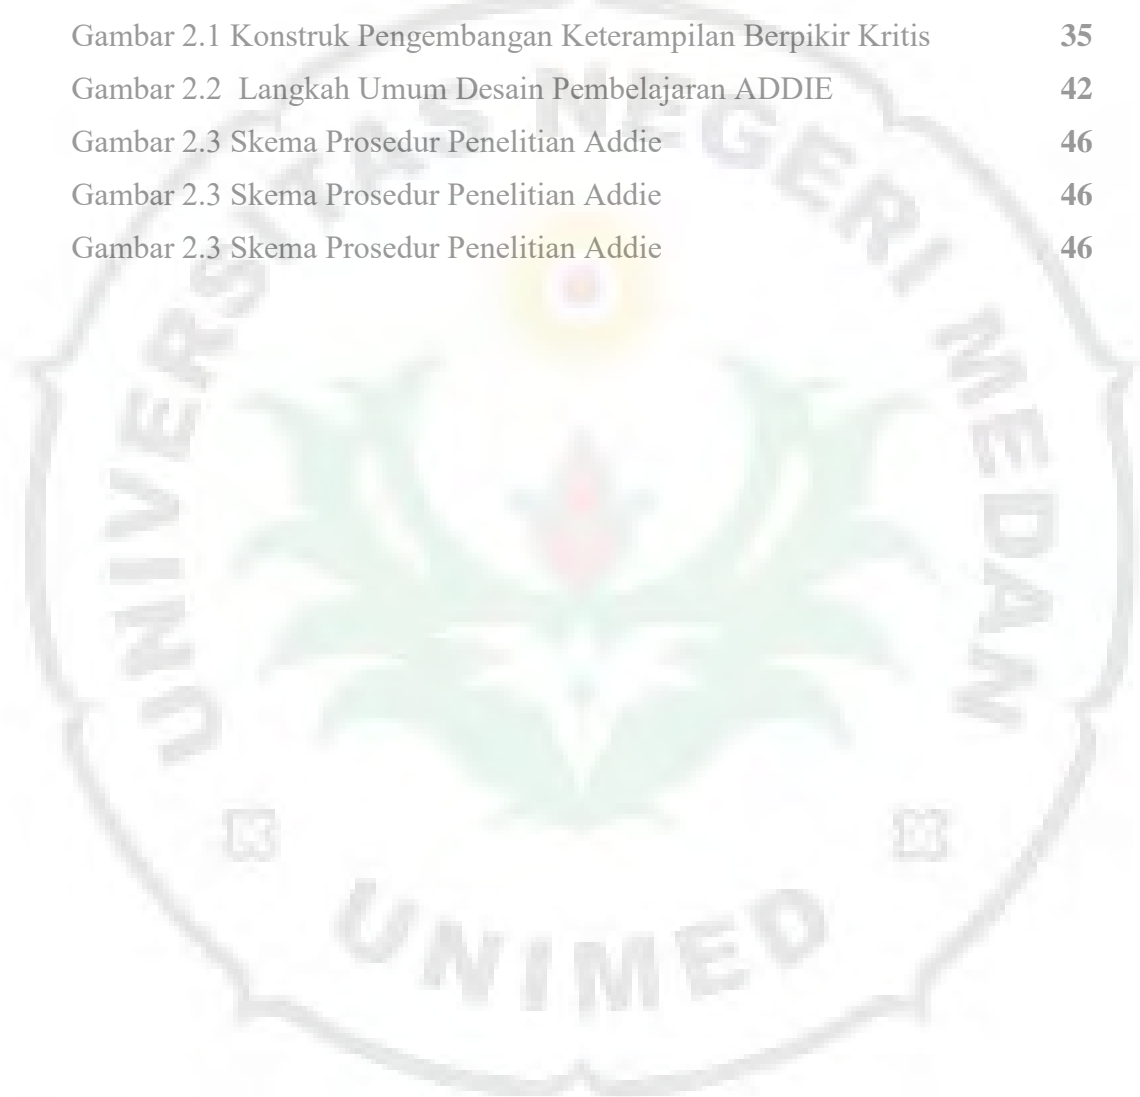 Gambar 2.1 Konstruk Pengembangan Keterampilan Berpikir Kritis 35
Gambar 2.2 Langkah Umum Desain Pembelajaran ADDIE 42
Gambar 2.3 Skema Prosedur Penelitian Addie 46
Gambar 2.3 Skema Prosedur Penelitian Addie 46
Gambar 2.3 Skema Prosedur Penelitian Addie 46
UNIVERSITAS NEGERI MEDAN
UNIMED